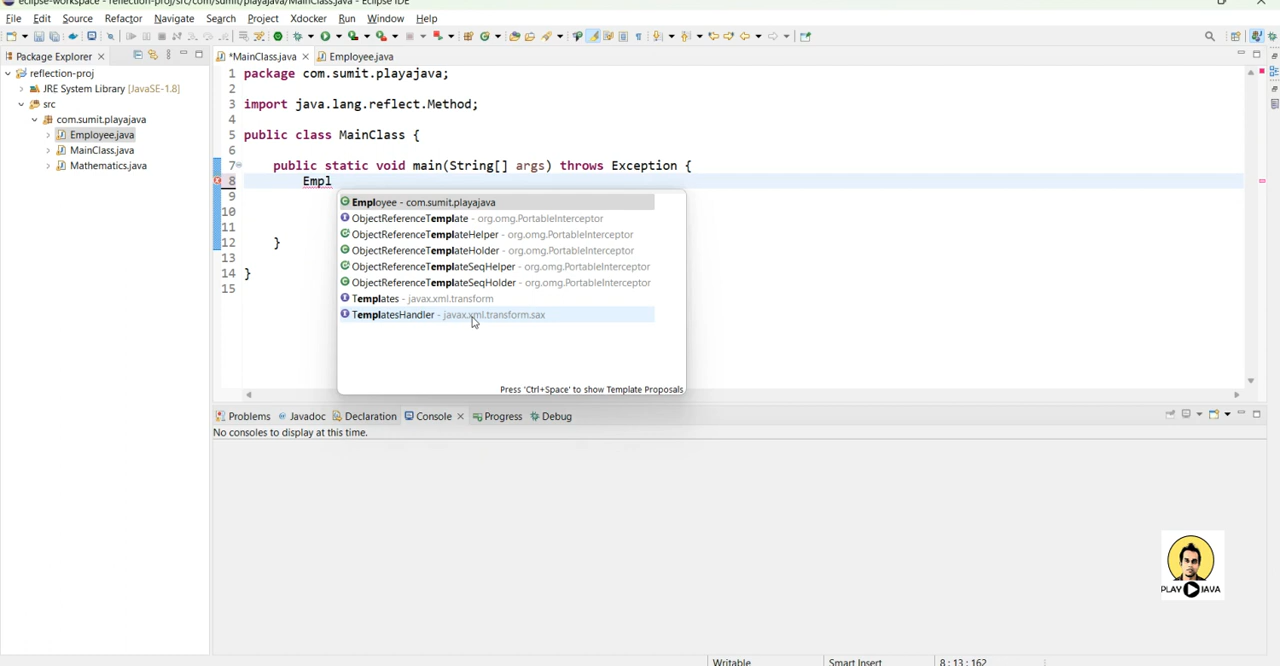 eclipse-workspace - reflection-proj/src/com/sumit/playajava/MainClass.java - Eclipse IDE
File Edit Source Refactor Navigate Search Project Xdocker Run Window Help
Package Explorer
*MainClass.java Employee.java
reflection-proj
JRE System Library [JavaSE-1.8]
src
com.sumit.playajava
Employee.java
MainClass.java
Mathematics.java
1 package com.sumit.playajava;
2
3 import java.lang.reflect.Method;
4
5 public class MainClass {
6
7 public static void main(String[] args) throws Exception {
8 Empl
9
10
11
12 }
13
14 }
15
Employee - com.sumit.playajava
ObjectReferenceTemplate - org.omg.PortableInterceptor
ObjectReferenceTemplateHelper - org.omg.PortableInterceptor
ObjectReferenceTemplateHolder - org.omg.PortableInterceptor
ObjectReferenceTemplateSeqHelper - org.omg.PortableInterceptor
ObjectReferenceTemplateSeqHolder - org.omg.PortableInterceptor
Templates - javax.xml.transform
TemplatesHandler - javax.xml.transform.sax
Press 'Ctrl+Space' to show Template Proposals
Problems Javadoc Declaration Console Progress Debug
No consoles to display at this time.
PLAY JAVA
Writable Smart Insert 8 : 13 : 162